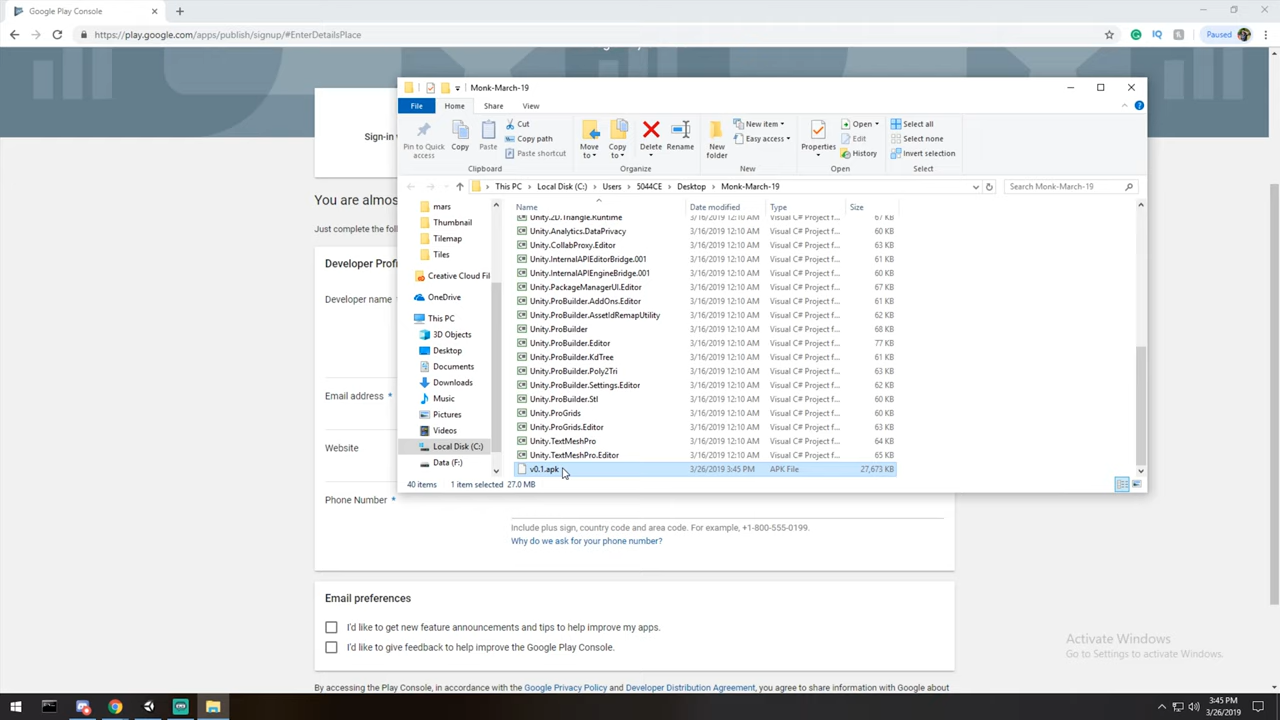 Google Play Console
https://play.google.com/apps/publish/signup/#EnterDetailsPlace
Paused
Monk-March-19
File Home Share View
Pin to Quick access
Copy
Paste
Cut
Copy path
Paste shortcut
Clipboard
Move to
Copy to
Delete
Rename
Organize
New folder
New item
Easy access
New
Properties
Open
Edit
History
Open
Select all
Select none
Invert selection
Select
This PC > Local Disk (C:) > Users > 5044CE > Desktop > Monk-March-19
Search Monk-March-19
Name Date modified Type Size
mars
Thumbnail
Tilemap
Tiles
Creative Cloud Fil
OneDrive
This PC
3D Objects
Desktop
Documents
Downloads
Music
Pictures
Videos
Local Disk (C:)
Data (F:)
Unity.2D.Triangle.Runtime 3/16/2019 12:10 AM Visual C# Project f... 67 KB
Unity.Analytics.DataPrivacy 3/16/2019 12:10 AM Visual C# Project f... 60 KB
Unity.CollabProxy.Editor 3/16/2019 12:10 AM Visual C# Project f... 63 KB
Unity.InternalAPIEditorBridge.001 3/16/2019 12:10 AM Visual C# Project f... 63 KB
Unity.InternalAPIEngineBridge.001 3/16/2019 12:10 AM Visual C# Project f... 60 KB
Unity.PackageManagerUI.Editor 3/16/2019 12:10 AM Visual C# Project f... 67 KB
Unity.ProBuilder.AddOns.Editor 3/16/2019 12:10 AM Visual C# Project f... 61 KB
Unity.ProBuilder.AssetIdRemapUtility 3/16/2019 12:10 AM Visual C# Project f... 62 KB
Unity.ProBuilder 3/16/2019 12:10 AM Visual C# Project f... 68 KB
Unity.ProBuilder.Editor 3/16/2019 12:10 AM Visual C# Project f... 77 KB
Unity.ProBuilder.KdTree 3/16/2019 12:10 AM Visual C# Project f... 61 KB
Unity.ProBuilder.Poly2Tri 3/16/2019 12:10 AM Visual C# Project f... 63 KB
Unity.ProBuilder.Settings.Editor 3/16/2019 12:10 AM Visual C# Project f... 62 KB
Unity.ProBuilder.Stl 3/16/2019 12:10 AM Visual C# Project f... 60 KB
Unity.ProGrids 3/16/2019 12:10 AM Visual C# Project f... 60 KB
Unity.ProGrids.Editor 3/16/2019 12:10 AM Visual C# Project f... 62 KB
Unity.TextMeshPro 3/16/2019 12:10 AM Visual C# Project f... 64 KB
Unity.TextMeshPro.Editor 3/16/2019 12:10 AM Visual C# Project f... 65 KB
v0.1.apk 3/26/2019 3:45 PM APK File 27,673 KB
40 items 1 item selected 27.0 MB
Sign-in
You are almos
Just complete the foll
Developer Profi
Developer name *
Email address *
Website
Phone Number *
Include plus sign, country code and area code. For example, +1-800-555-0199.
Why do we ask for your phone number?
Email preferences
I'd like to get new feature announcements and tips to help improve my apps.
I'd like to give feedback to help improve the Google Play Console.
By accessing the Play Console, in accordance with the Google Privacy Policy and Developer Distribution Agreement, you agree to share information with Google about
Activate Windows
Go to Settings to activate Windows.
3:45 PM
3/26/2019